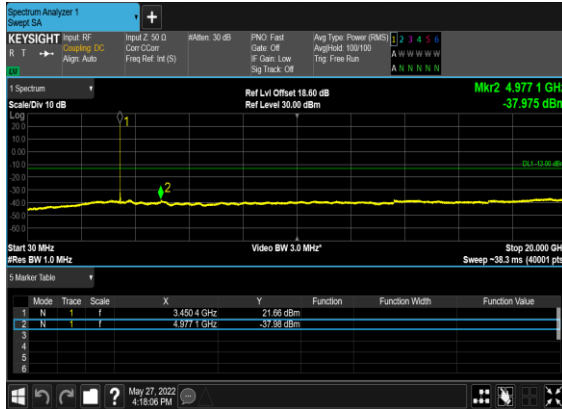 Spectrum Analyzer 1
Swept SA
+
KEYSIGHT Input: RF Input Z: 50 Ω #Atten: 30 dB PNO: Fast Avg Type: Power (RMS) 1 2 3 4 5 6
R T Coupling: DC Corr CCorr Gate: Off Avg|Hold: 100/100 A W W W W W
Align: Auto Freq Ref: Int (S) IF Gain: Low Trig: Free Run
LU Sig Track: Off A N N N N N
1 Spectrum Ref Lvl Offset 18.60 dB Mkr2 4.977 1 GHz
Scale/Div 10 dB Ref Level 30.00 dBm -37.975 dBm
Log
20.0
10.0
0.00
-10.0
-20.0
-30.0
-40.0
-50.0
-60.0
1
2
DL1 -13.00 dBm
Start 30 MHz Video BW 3.0 MHz* Stop 20.000 GHz
#Res BW 1.0 MHz Sweep ~38.3 ms (40001 pts)
5 Marker Table
Mode Trace Scale X Y Function Function Width Function Value
1 N 1 f 3.450 4 GHz 21.66 dBm
2 N 1 f 4.977 1 GHz -37.98 dBm
3
4
5
6
? May 27, 2022
4:18:06 PM